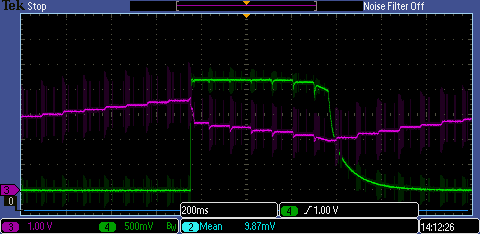 Tek Stop Noise Filter Off
3
0
200ms 4 1.00 V
3 1.00 V 4 500mV Bw 2 Mean 9.87mV 14:12:26